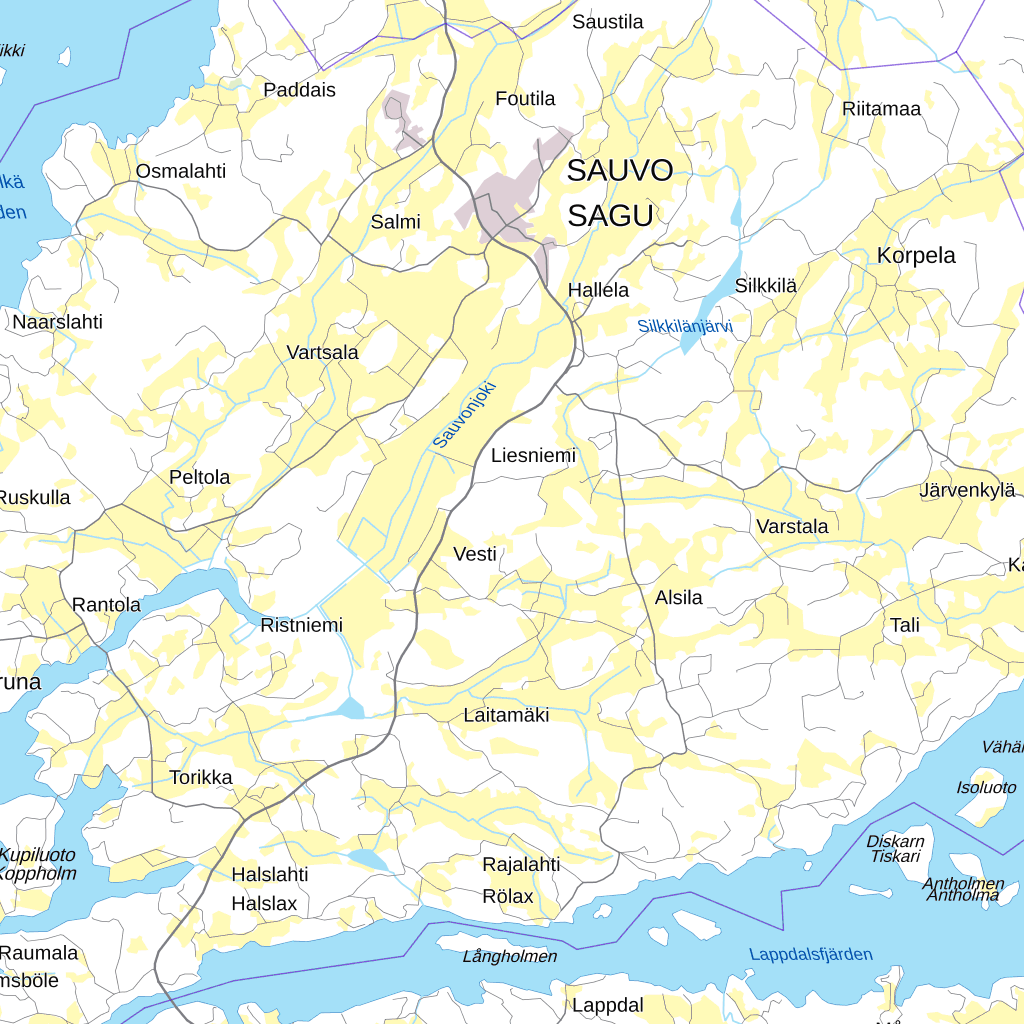 Saustila
Paddais
Foutila
Riitamaa
Osmalahti
SAUVO
SAGU
Salmi
Korpela
Hallela
Silkkilä
Naarslahti
Silkkilänjärvi
Vartsala
Sauvonjoki
Liesniemi
Peltola
Ruskulla
Järvenkylä
Varstala
Vesti
Rantola
Alsila
Ristniemi
Tali
Laitamäki
Torikka
Isoluoto
Diskarn
Tiskari
Kupiluoto
Koppholm
Halslahti
Halslax
Rajalahti
Rölax
Antholmen
Antholma
Raumala
Långholmen
Lappdalsfjärden
Lappdal